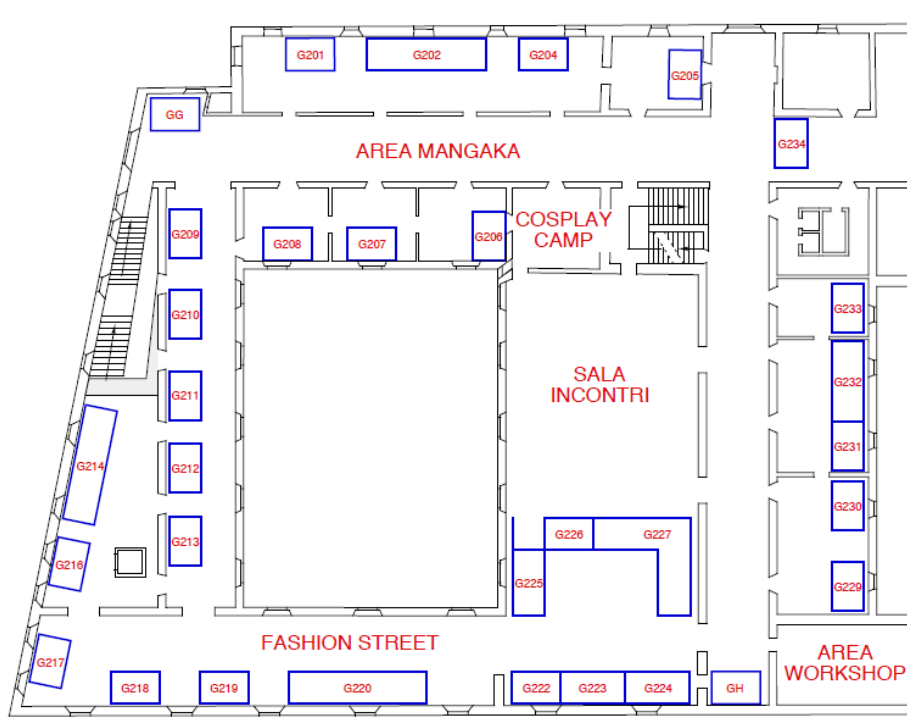 G201
G202
G204
G205
GG
AREA MANGAKA
G234
G209
G208
G207
G206
COSPLAY
CAMP
G210
G233
SALA
INCONTRI
G211
G232
G214
G212
G231
G213
G216
G226
G227
G230
G225
G229
FASHION STREET
AREA
WORKSHOP
G217
G218
G219
G220
G222
G223
G224
GH